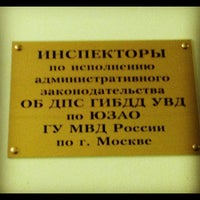 ИНСПЕКТОРЫ
по исполнению
административного
законодательства
ОБ ДПС ГИБДД УВД
по ЮЗАО
ГУ МВД России
по г. Москве